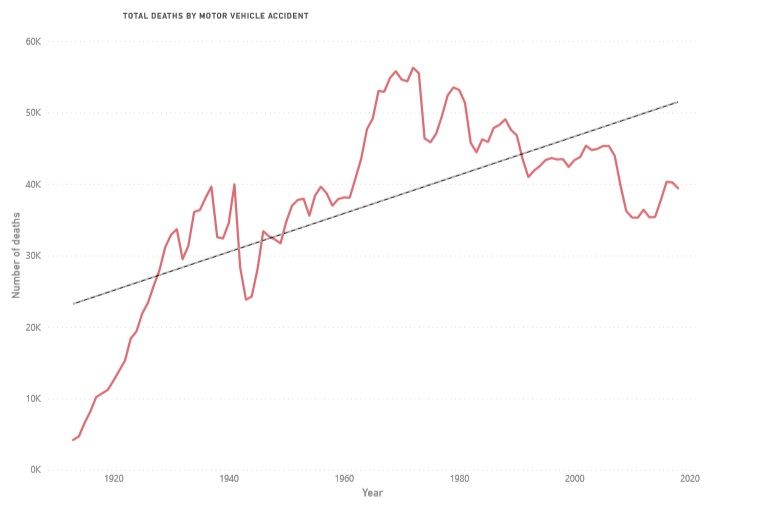 TOTAL DEATHS BY MOTOR VEHICLE ACCIDENT
60K
50K
40K
30K
20K
10K
0K
Number of deaths
1920 1940 1960 1980 2000 2020
Year